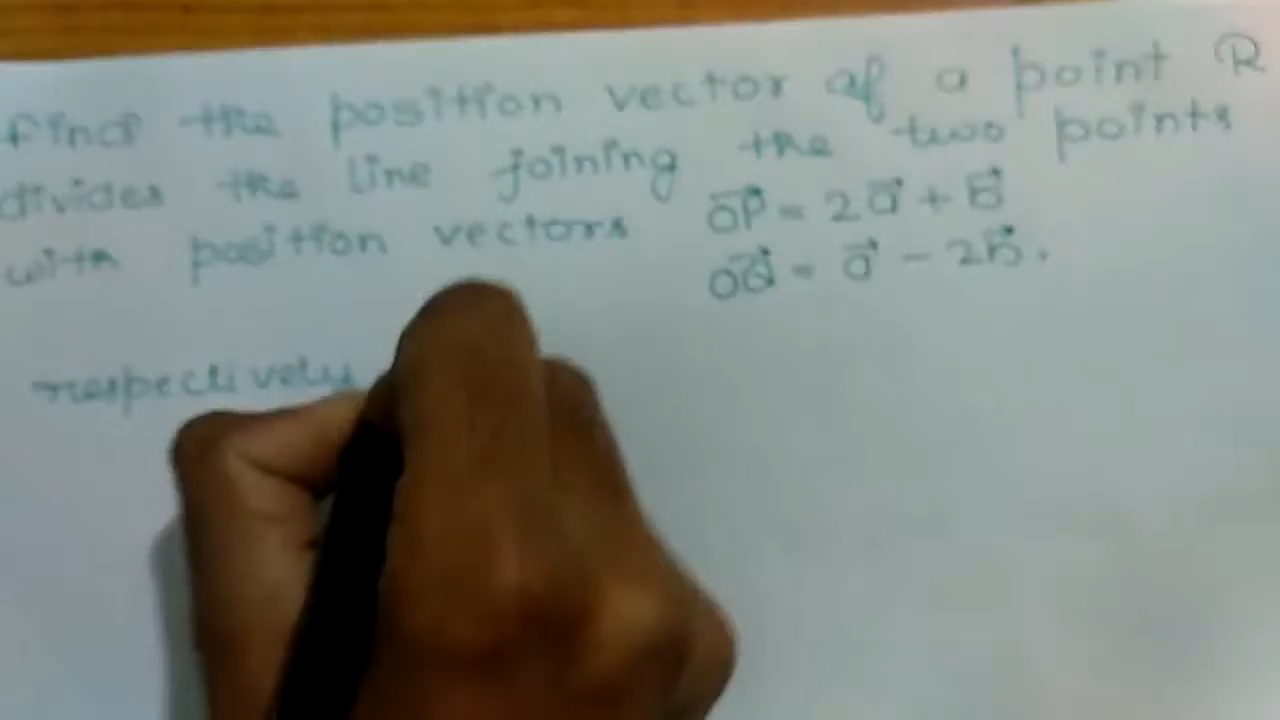 find the position vector of a point R
divides the line joining the two points
with position vectors OP⃗ = 2a⃗ + b⃗
OQ⃗ = a⃗ - 2b⃗.
respectively